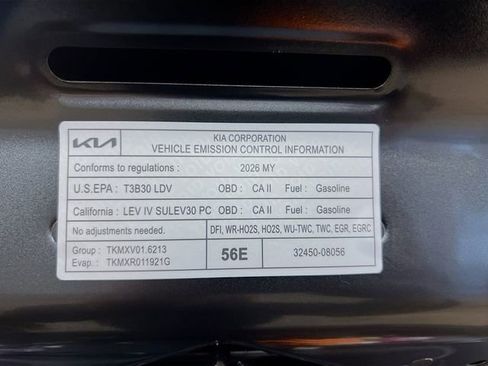 KIA
KIA CORPORATION
VEHICLE EMISSION CONTROL INFORMATION
Conforms to regulations : 2026 MY
U.S.EPA : T3B30 LDV OBD : CA II Fuel : Gasoline
California : LEV IV SULEV30 PC OBD : CA II Fuel : Gasoline
No adjustments needed. DFI, WR-HO2S, HO2S, WU-TWC, TWC, EGR, EGRC
Group : TKMXV01.6213
Evap. : TKMXR011921G
56E
32450-08056